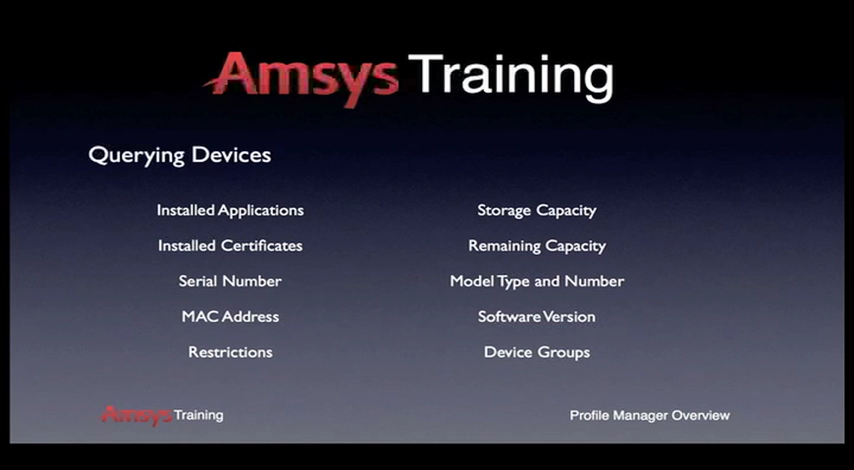 Amsys Training
Querying Devices
Installed Applications
Installed Certificates
Serial Number
MAC Address
Restrictions
Storage Capacity
Remaining Capacity
Model Type and Number
Software Version
Device Groups
Amsys Training
Profile Manager Overview